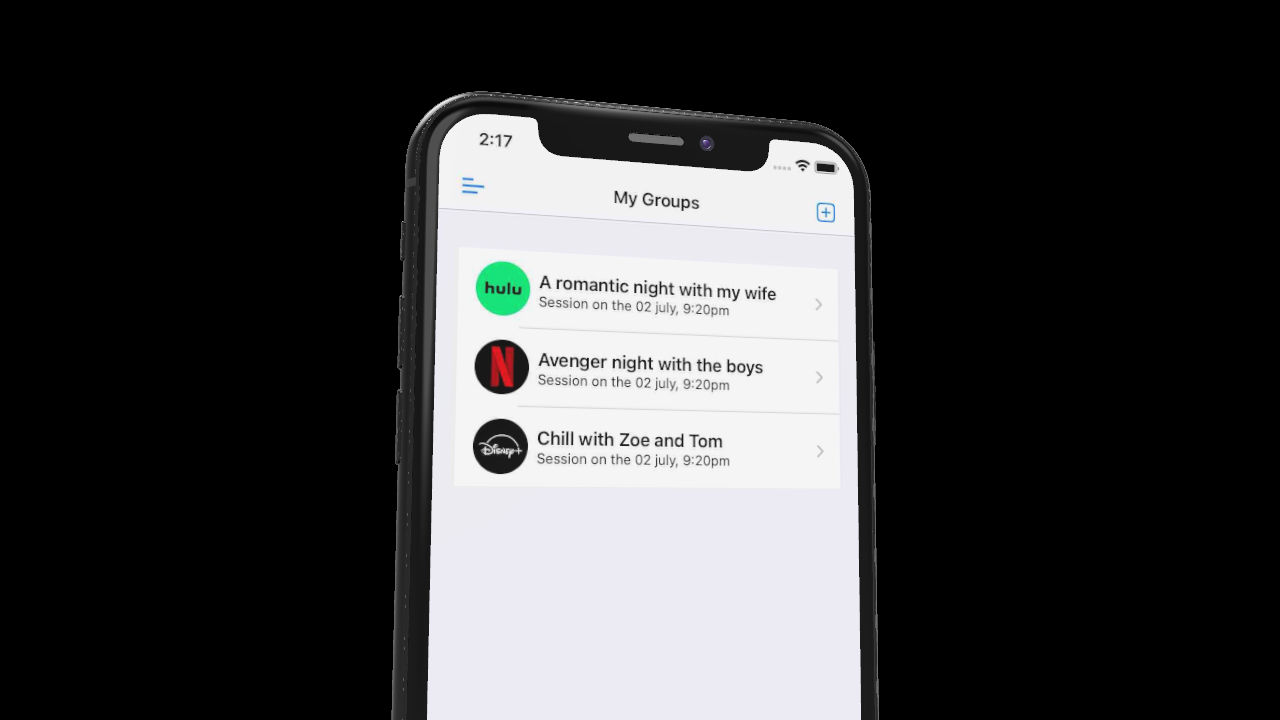 2:17
My Groups
hulu
A romantic night with my wife
Session on the 02 july, 9:20pm
N
Avenger night with the boys
Session on the 02 july, 9:20pm
Disney+
Chill with Zoe and Tom
Session on the 02 july, 9:20pm